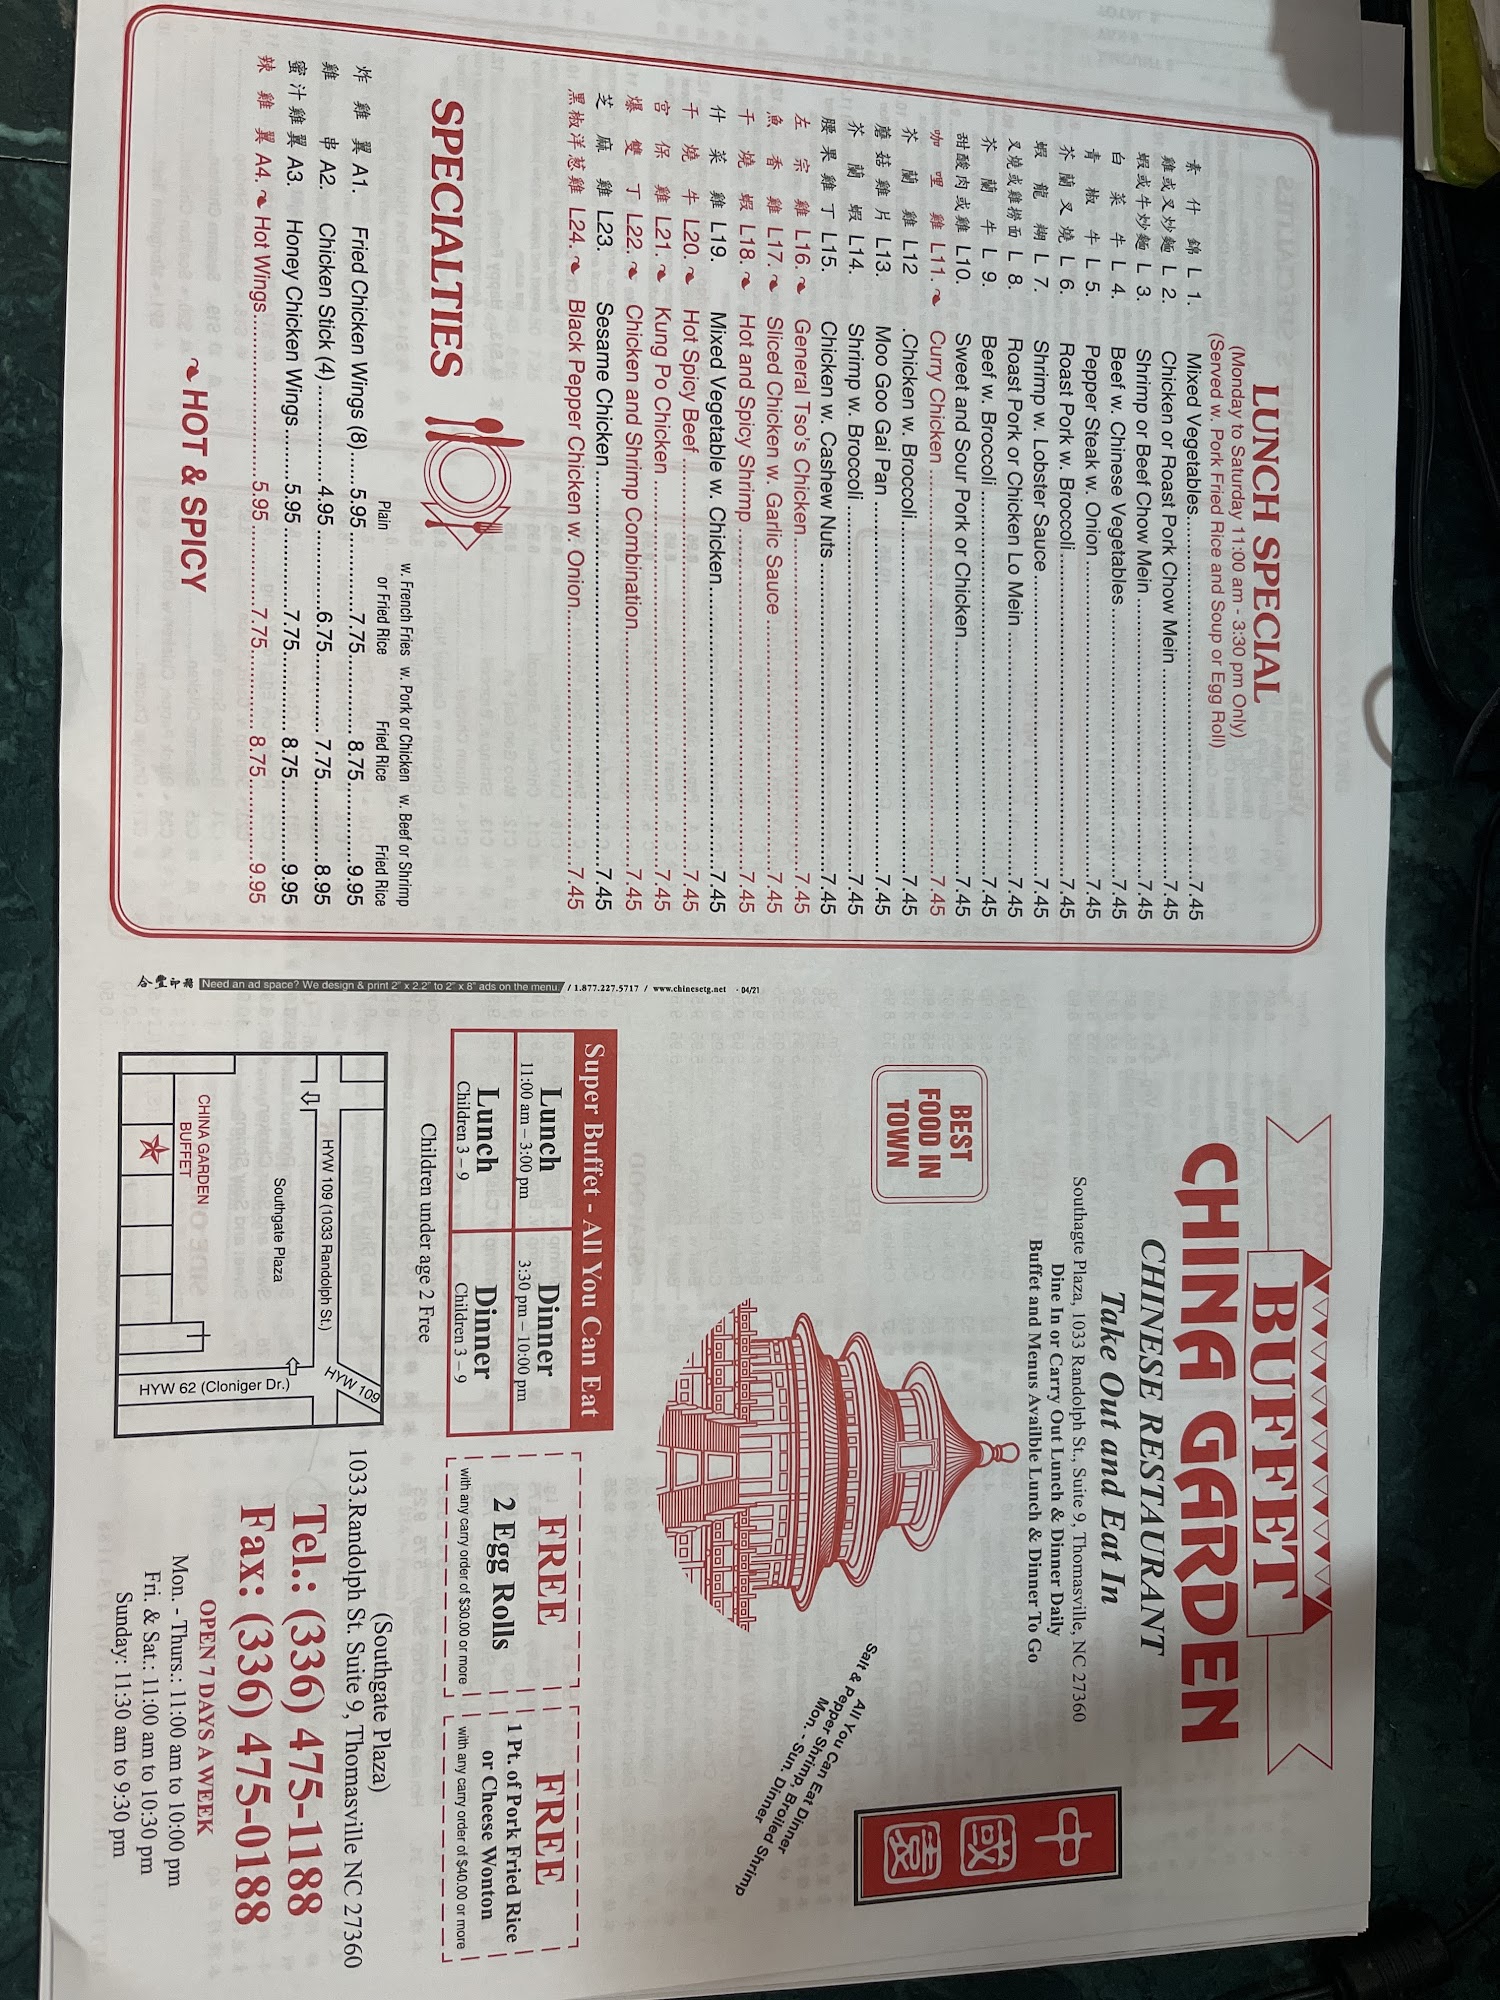 LUNCH SPECIAL
(Monday to Saturday 11:00 am - 3:30 pm Only)
(Served w. Pork Fried Rice and Soup or Egg Roll)
素什錦 L 1. Mixed Vegetables 7.45
雞或叉炒麵 L 2. Chicken or Roast Pork Chow Mein 7.45
蝦或牛炒麵 L 3. Shrimp or Beef Chow Mein 7.45
白菜牛 L 4. Beef w. Chinese Vegetables 7.45
青椒牛 L 5. Pepper Steak w. Onion 7.45
芥蘭叉燒 L 6. Roast Pork w. Broccoli 7.45
蝦龍糊 L 7. Shrimp w. Lobster Sauce 7.45
叉燒或雞撈面 L 8. Roast Pork or Chicken Lo Mein 7.45
芥蘭牛 L 9. Beef w. Broccoli 7.45
甜酸肉或雞 L10. Sweet and Sour Pork or Chicken 7.45
咖哩雞 L11. Curry Chicken 7.45
芥蘭雞 L12 .Chicken w. Broccoli 7.45
蘑菇雞片 L13. Moo Goo Gai Pan 7.45
芥蘭蝦 L14. Shrimp w. Broccoli 7.45
腰果雞丁 L15. Chicken w. Cashew Nuts 7.45
左宗雞 L16. General Tso's Chicken 7.45
魚香雞 L17. Sliced Chicken w. Garlic Sauce 7.45
干燒蝦 L18. Hot and Spicy Shrimp 7.45
什菜雞 L19. Mixed Vegetable w. Chicken 7.45
干燒牛 L20. Hot Spicy Beef 7.45
宮保雞 L21. Kung Po Chicken 7.45
爆雙丁 L22. Chicken and Shrimp Combination 7.45
芝麻雞 L23. Sesame Chicken 7.45
黑椒洋葱雞 L24. Black Pepper Chicken w. Onion 7.45
SPECIALTIES
w. French Fries w. Pork or Chicken w. Beef or Shrimp
Plain or Fried Rice Fried Rice Fried Rice
炸雞翼 A1. Fried Chicken Wings (8) 5.95 7.75 8.75 9.95
雞串 A2. Chicken Stick (4) 4.95 6.75 7.75 8.95
蜜汁雞翼 A3. Honey Chicken Wings 5.95 7.75 8.75 9.95
辣雞翼 A4. Hot Wings 5.95 7.75 8.75 9.95
HOT & SPICY
合豐印務 Need an ad space? We design & print 2" x 2.2" to 2" x 8" ads on the menu. / 1.877.227.5717 / www.chinesetg.net - 04/21
BUFFET
CHINA GARDEN
CHINESE RESTAURANT
Take Out and Eat In
Southagte Plaza, 1033 Randolph St., Suite 9, Thomasville, NC 27360
Dine In or Carry Out Lunch & Dinner Daily
Buffet and Menus Availble Lunch & Dinner To Go
BEST
FOOD IN
TOWN
中國園
All You Can Eat Dinner
Salt & Pepper Shrimp, Broiled Shrimp
Mon. - Sun. Dinner
Super Buffet - All You Can Eat
Lunch Dinner
11:00 am – 3:00 pm 3:30 pm – 10:00 pm
Lunch Dinner
Children 3 – 9 Children 3 – 9
Children under age 2 Free
FREE
2 Egg Rolls
with any carry order of $30.00 or more
FREE
1 Pt. of Pork Fried Rice
or Cheese Wonton
with any carry order of $40.00 or more
HYW 109
HYW 109 (1033 Randolph St.)
Southgate Plaza
CHINA GARDEN
BUFFET
HYW 62 (Cloniger Dr.)
(Southgate Plaza)
1033.Randolph St. Suite 9, Thomasville NC 27360
Tel.: (336) 475-1188
Fax: (336) 475-0188
OPEN 7 DAYS A WEEK
Mon. - Thurs.: 11:00 am to 10:00 pm
Fri. & Sat.: 11:00 am to 10:30 pm
Sunday: 11:30 am to 9:30 pm